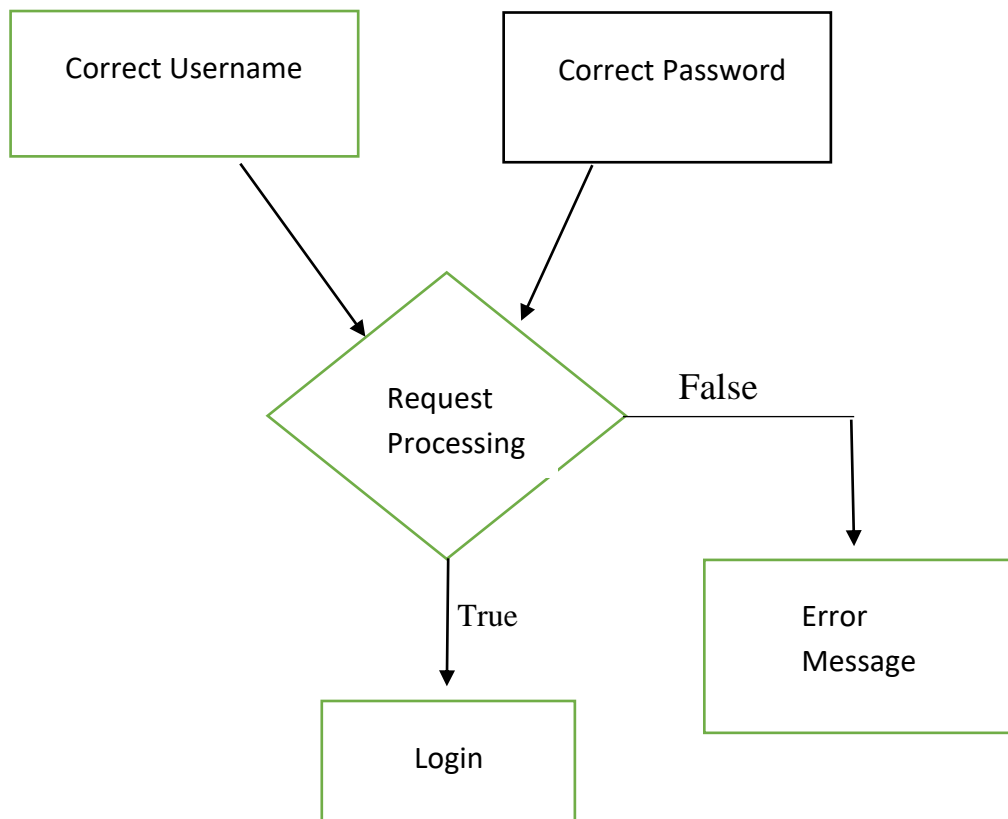 Correct Username
Correct Password
Request
Processing
False
True
Error
Message
Login